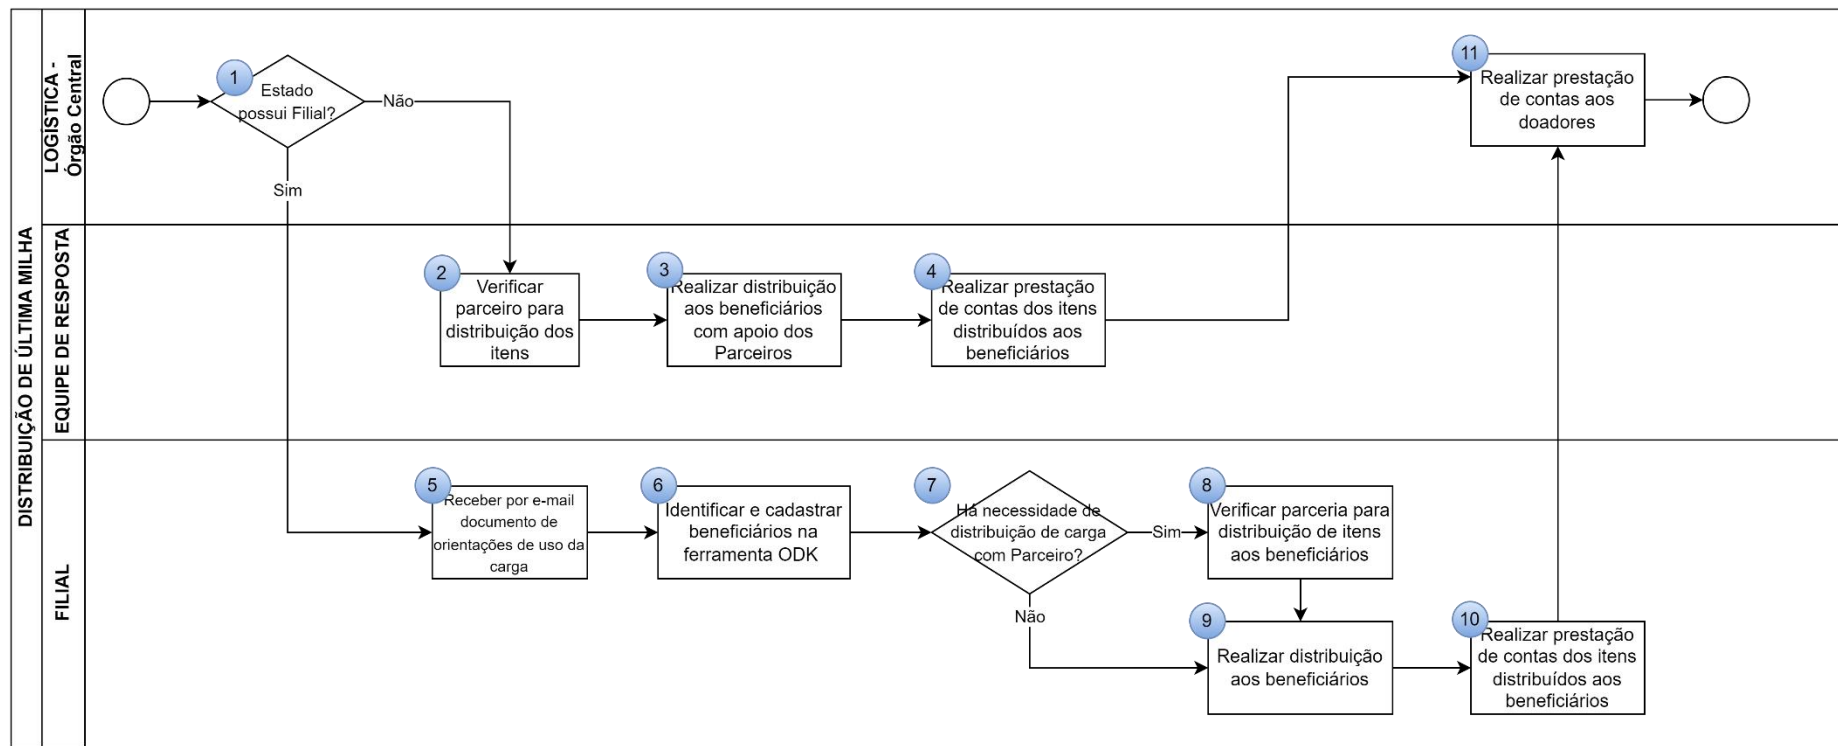 DISTRIBUIÇÃO DE ÚLTIMA MILHA
LOGÍSTICA -
Órgão Central
1
Estado
possui Filial?
Não
Sim
11
Realizar prestação
de contas aos
doadores
EQUIPE DE RESPOSTA
2
Verificar
parceiro para
distribuição dos
itens
3
Realizar distribuição
aos beneficiários
com apoio dos
Parceiros
4
Realizar prestação
de contas dos itens
distribuídos aos
beneficiários
FILIAL
5
Receber por e-mail
documento de
orientações de uso da
carga
6
Identificar e cadastrar
beneficiários na
ferramenta ODK
7
Há necessidade de
distribuição de carga
com Parceiro?
Sim
Não
8
Verificar parceria para
distribuição de itens
aos beneficiários
9
Realizar distribuição
aos beneficiários
10
Realizar prestação
de contas dos itens
distribuídos aos
beneficiários